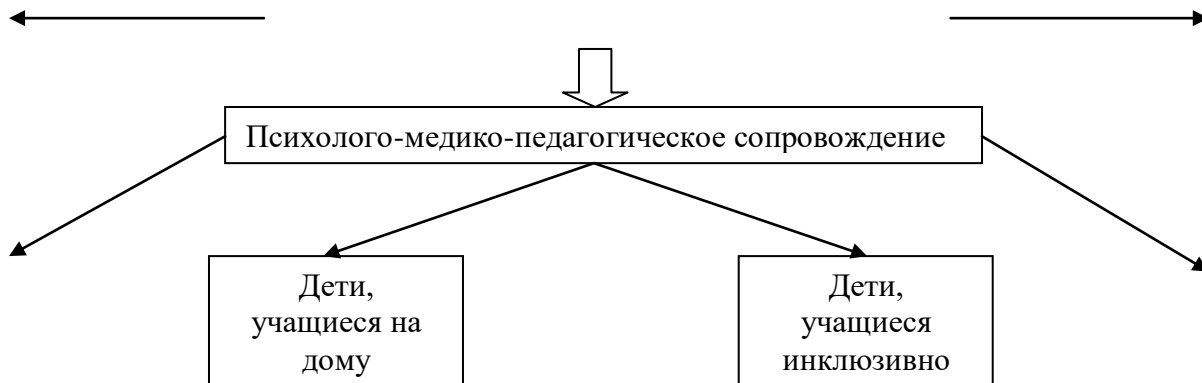 Психолого-медико-педагогическое сопровождение
Дети,
учащиеся на
дому
Дети,
учащиеся
инклюзивно